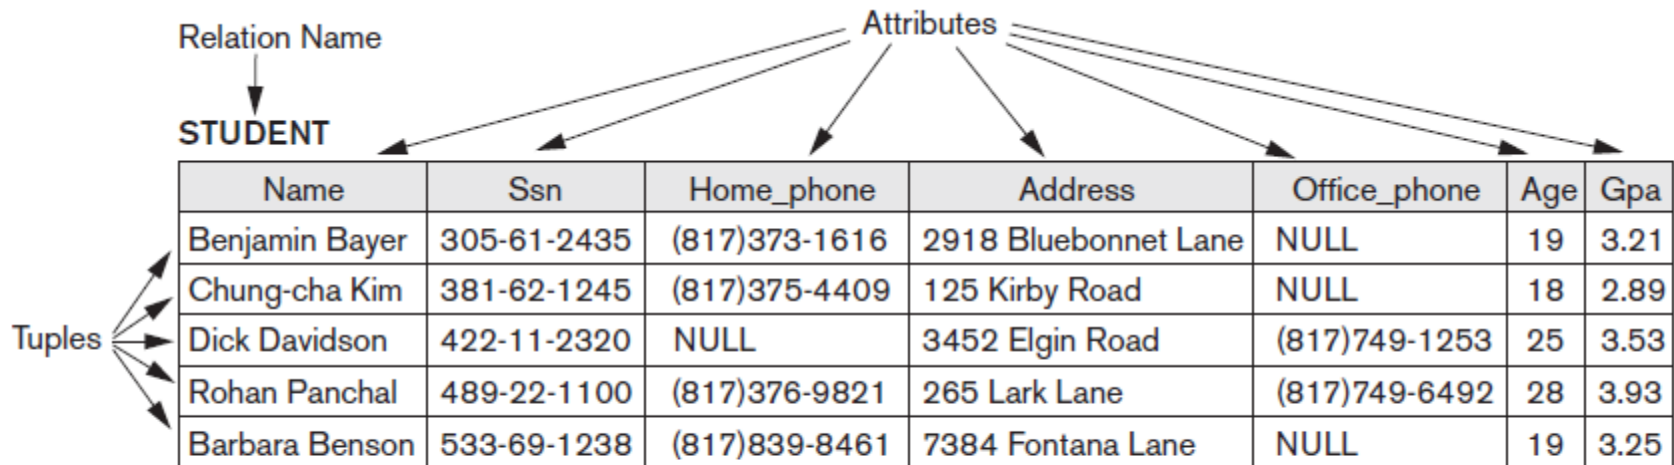 Relation Name
Attributes
STUDENT
Name Ssn Home_phone Address Office_phone Age Gpa
Benjamin Bayer 305-61-2435 (817)373-1616 2918 Bluebonnet Lane NULL 19 3.21
Chung-cha Kim 381-62-1245 (817)375-4409 125 Kirby Road NULL 18 2.89
Tuples Dick Davidson 422-11-2320 NULL 3452 Elgin Road (817)749-1253 25 3.53
Rohan Panchal 489-22-1100 (817)376-9821 265 Lark Lane (817)749-6492 28 3.93
Barbara Benson 533-69-1238 (817)839-8461 7384 Fontana Lane NULL 19 3.25